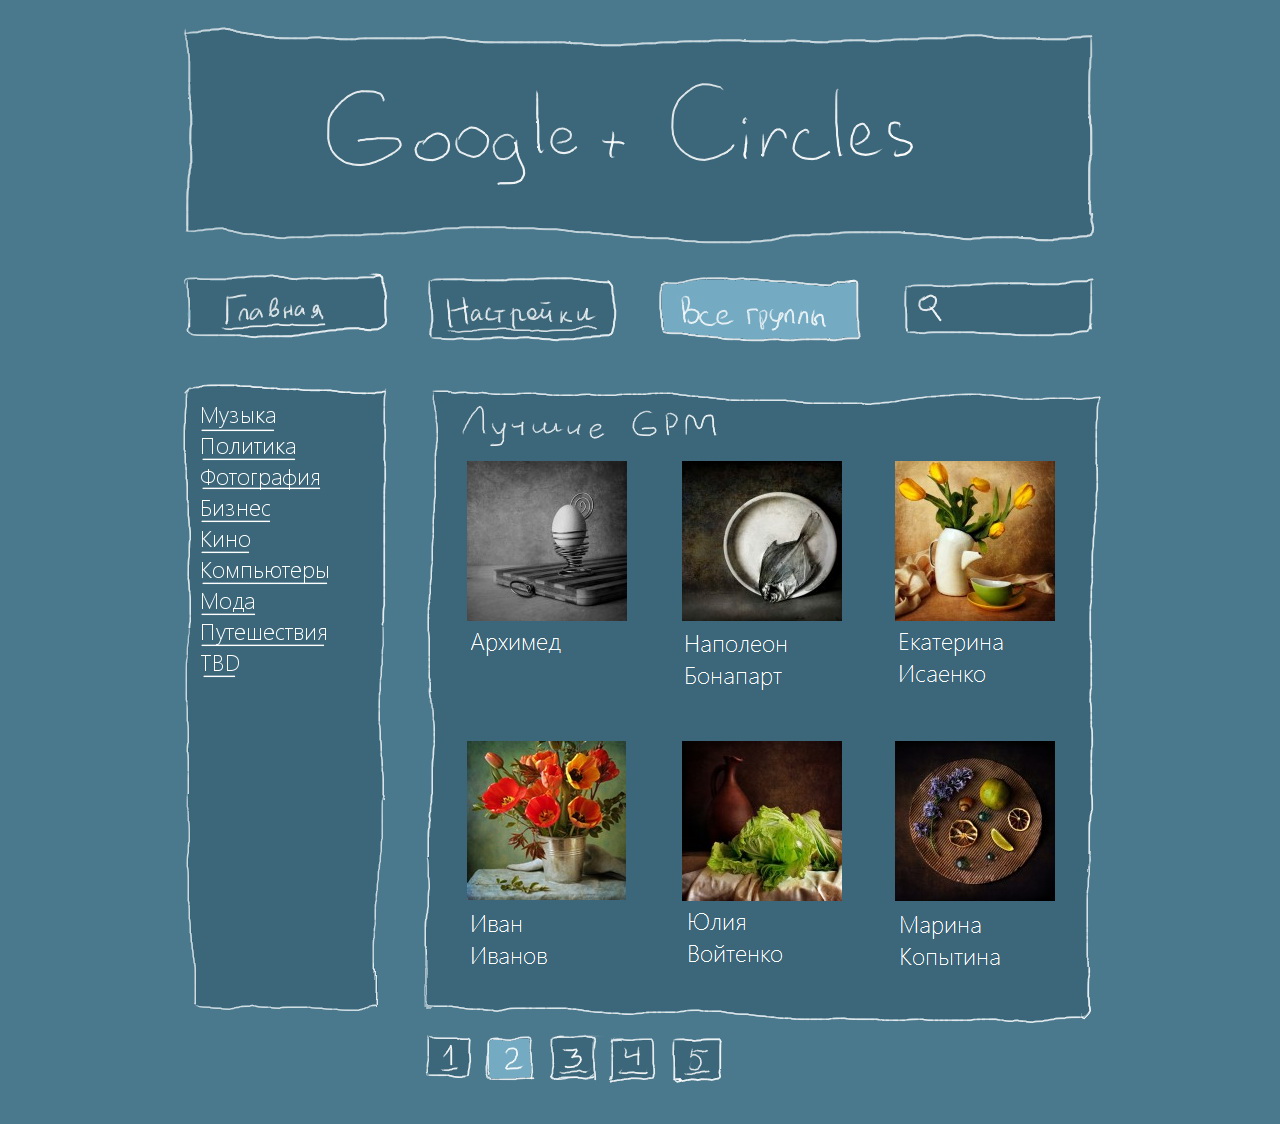 Google + Circles
Главная
Настройки
Все группы
Музыка
Политика
Фотография
Бизнес
Кино
Компьютеры
Мода
Путешествия
TBD
Лучшие GPM
Архимед
Наполеон
Бонапарт
Екатерина
Исаенко
Иван
Иванов
Юлия
Войтенко
Марина
Копытина
1 2 3 4 5